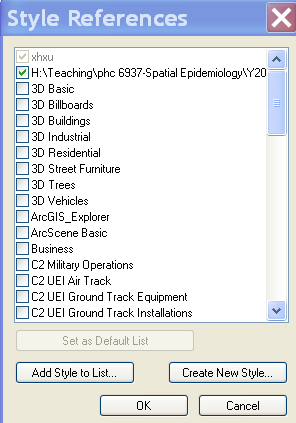 Style References
xhxu
H:\Teaching\phc 6937-Spatial Epidemiology\Y20
3D Basic
3D Billboards
3D Buildings
3D Industrial
3D Residential
3D Street Furniture
3D Trees
3D Vehicles
ArcGIS_Explorer
ArcScene Basic
Business
C2 Military Operations
C2 UEI Air Track
C2 UEI Ground Track Equipment
C2 UEI Ground Track Installations
Set as Default List
Add Style to List... Create New Style...
OK Cancel